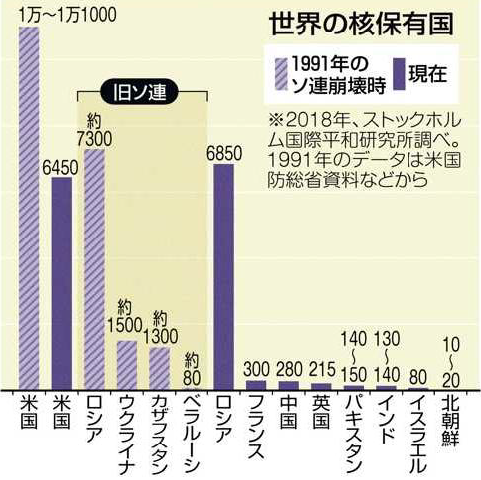 世界の核保有国
1991年の
ソ連崩壊時
現在
※2018年、ストックホル
ム国際平和研究所調べ。
1991年のデータは米国
防総省資料などから
1万〜1万1000
旧ソ連
6450
約
7300
約
1500
約
1300
約
80
6850
300
280
215
140
〜
150
130
〜
140
80
10
〜
20
米国
米国
ロシア
ウクライナ
カザフスタン
ベラルーシ
ロシア
フランス
中国
英国
パキスタン
インド
イスラエル
北朝鮮